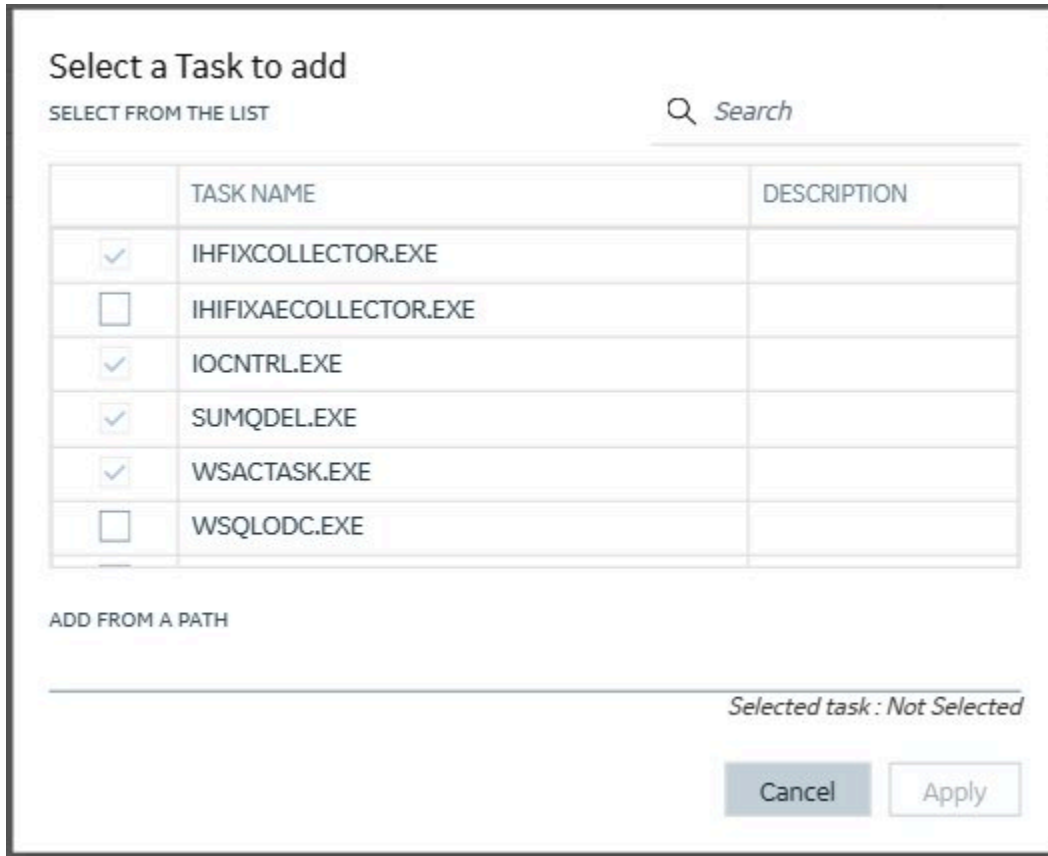 Select a Task to add
SELECT FROM THE LIST
Search
TASK NAME DESCRIPTION
IHFIXCOLLECTOR.EXE
IHIFIXAECOLLECTOR.EXE
IOCNTRL.EXE
SUMQDEL.EXE
WSACTASK.EXE
WSQLODC.EXE
ADD FROM A PATH
Selected task : Not Selected
Cancel Apply